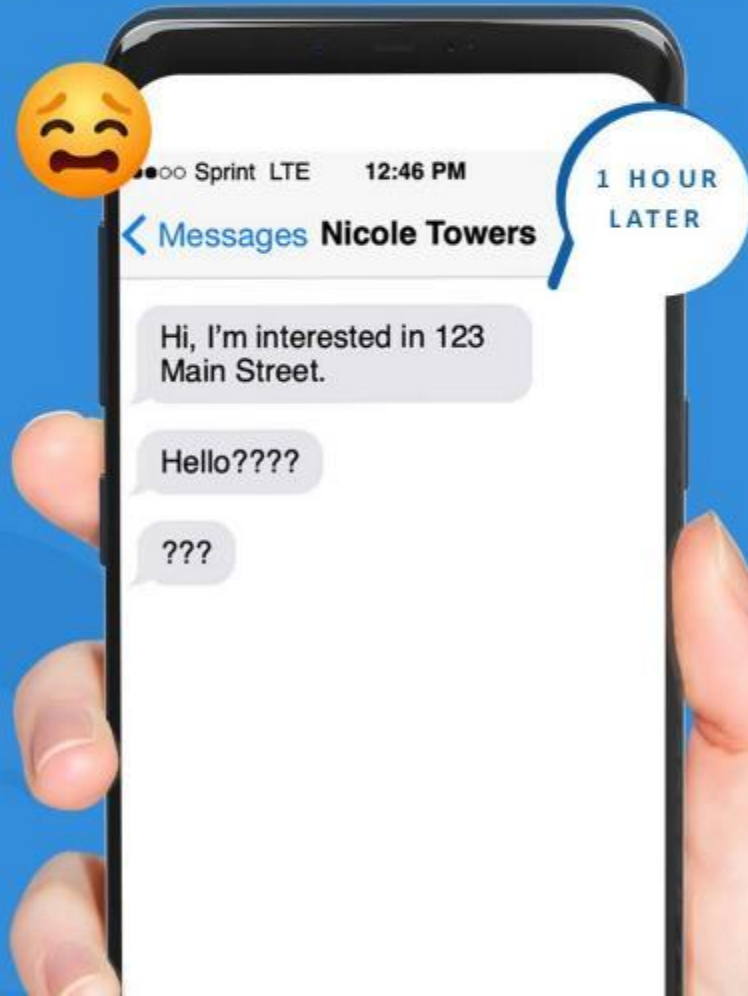 Sprint LTE 12:46 PM
1 HOUR
LATER
Messages Nicole Towers
Hi, I'm interested in 123
Main Street.
Hello????
???